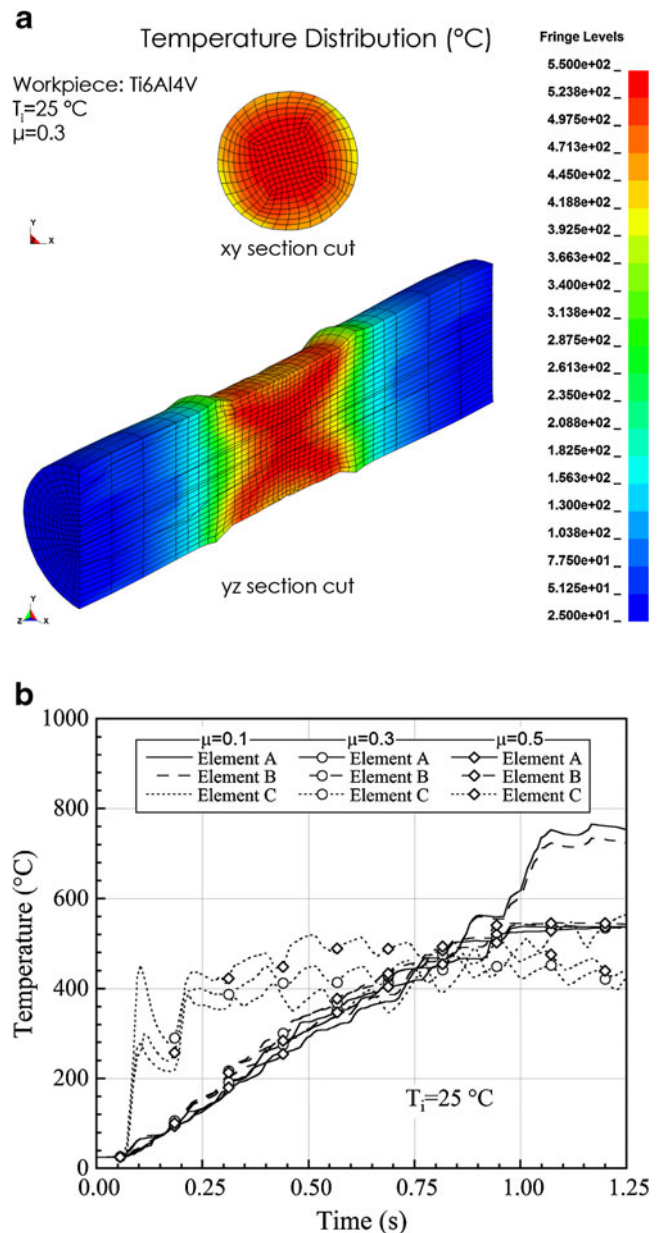 a
Temperature Distribution (°C)
Fringe Levels
Workpiece: Ti6Al4V
T_i=25 °C
μ=0.3
5.500e+02 _
5.238e+02 _
4.975e+02 _
4.713e+02 _
4.450e+02 _
4.188e+02 _
3.925e+02 _
3.663e+02 _
3.400e+02 _
3.138e+02 _
2.875e+02 _
2.613e+02 _
2.350e+02 _
2.088e+02 _
1.825e+02 _
1.563e+02 _
1.300e+02 _
1.038e+02 _
7.750e+01 _
5.125e+01 _
2.500e+01 _
Y
X
xy section cut
yz section cut
Y
Z X
b
1000
800
600
400
200
0
Temperature (°C)
μ=0.1 μ=0.3 μ=0.5
Element A Element A Element A
Element B Element B Element B
Element C Element C Element C
T_i=25 °C
0.00 0.25 0.50 0.75 1.00 1.25
Time (s)